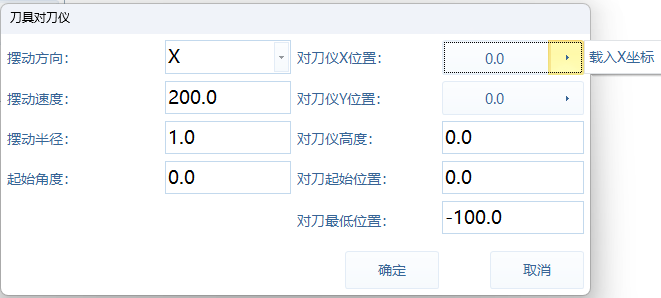 刀具对刀仪
摆动方向: X 对刀仪X位置: 0.0 载入X坐标
摆动速度: 200.0 对刀仪Y位置: 0.0
摆动半径: 1.0 对刀仪高度: 0.0
起始角度: 0.0 对刀起始位置: 0.0
对刀最低位置: -100.0
确定 取消